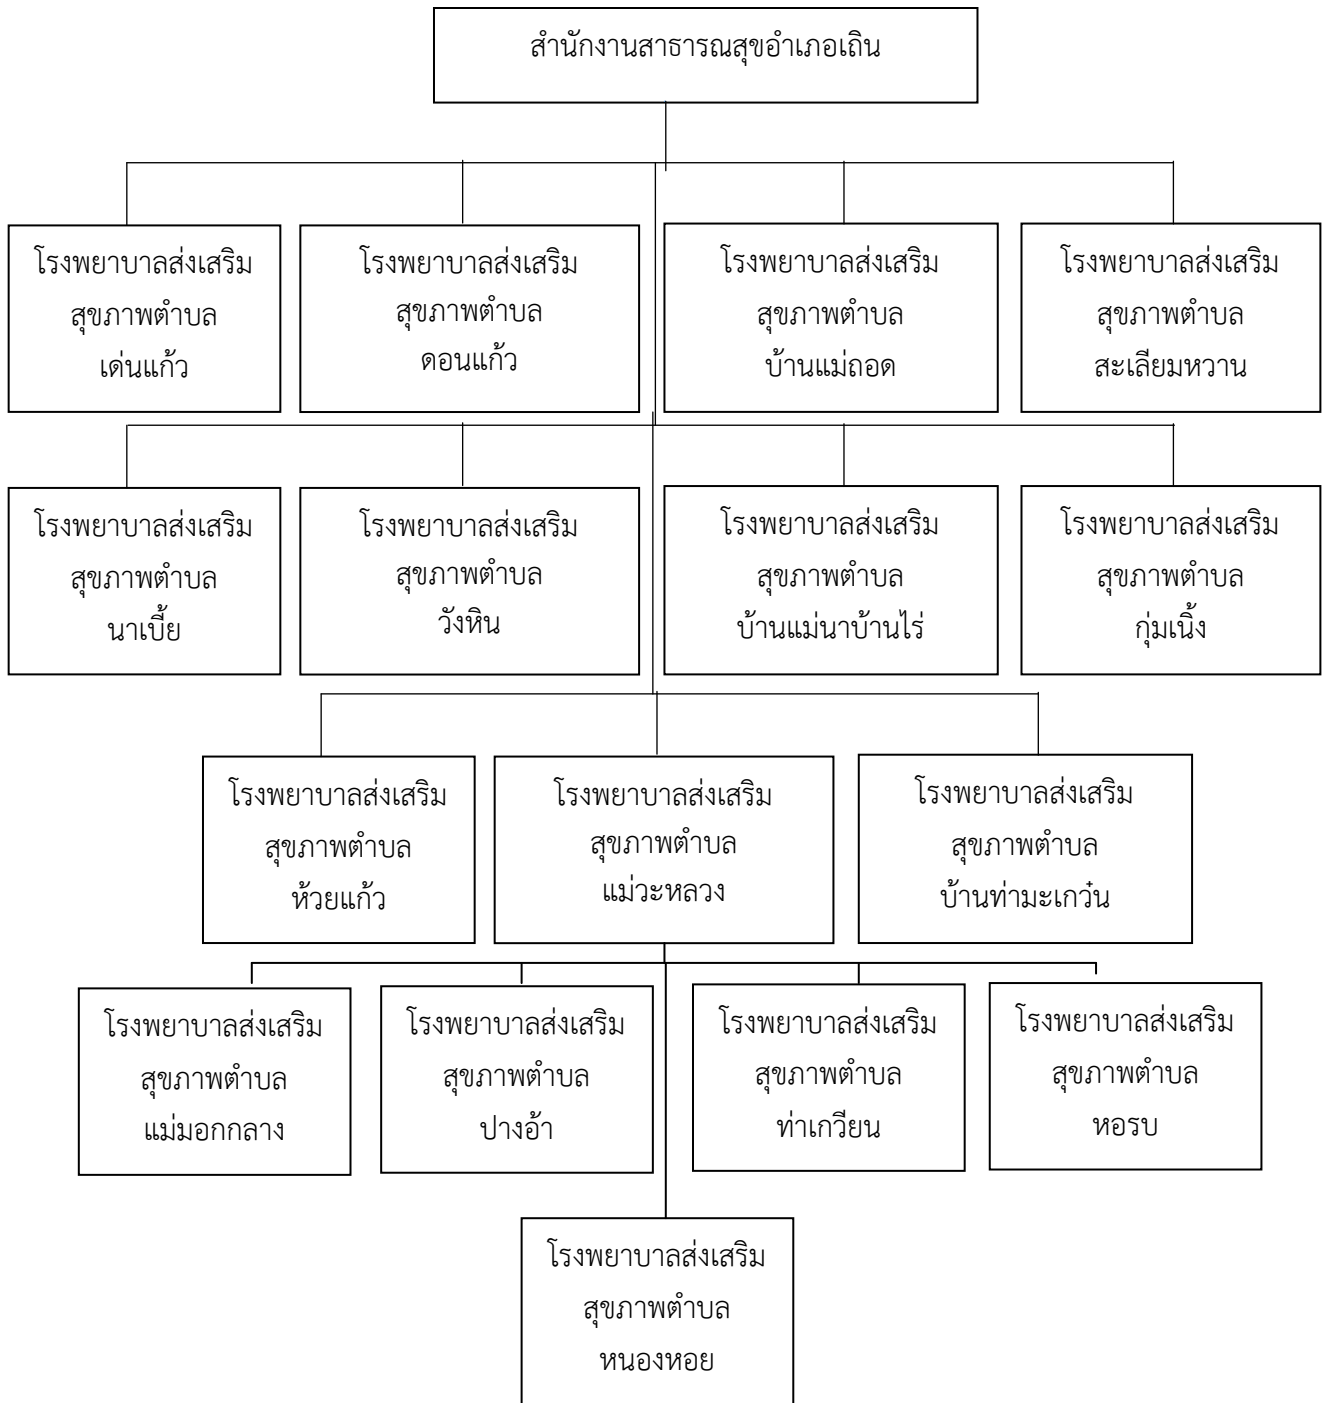 สำนักงานสาธารณสุขอำเภอเถิน
โรงพยาบาลส่งเสริม
สุขภาพตำบล
เด่นแก้ว
โรงพยาบาลส่งเสริม
สุขภาพตำบล
ดอนแก้ว
โรงพยาบาลส่งเสริม
สุขภาพตำบล
บ้านแม่ถอด
โรงพยาบาลส่งเสริม
สุขภาพตำบล
สะเลียมหวาน
โรงพยาบาลส่งเสริม
สุขภาพตำบล
นาเบี้ย
โรงพยาบาลส่งเสริม
สุขภาพตำบล
วังหิน
โรงพยาบาลส่งเสริม
สุขภาพตำบล
บ้านแม่นาบ้านไร่
โรงพยาบาลส่งเสริม
สุขภาพตำบล
กุ่มเนิ้ง
โรงพยาบาลส่งเสริม
สุขภาพตำบล
ห้วยแก้ว
โรงพยาบาลส่งเสริม
สุขภาพตำบล
แม่วะหลวง
โรงพยาบาลส่งเสริม
สุขภาพตำบล
บ้านท่ามะเกว๋น
โรงพยาบาลส่งเสริม
สุขภาพตำบล
แม่มอกกลาง
โรงพยาบาลส่งเสริม
สุขภาพตำบล
ปางอ้า
โรงพยาบาลส่งเสริม
สุขภาพตำบล
ท่าเกวียน
โรงพยาบาลส่งเสริม
สุขภาพตำบล
หอรบ
โรงพยาบาลส่งเสริม
สุขภาพตำบล
หนองหอย